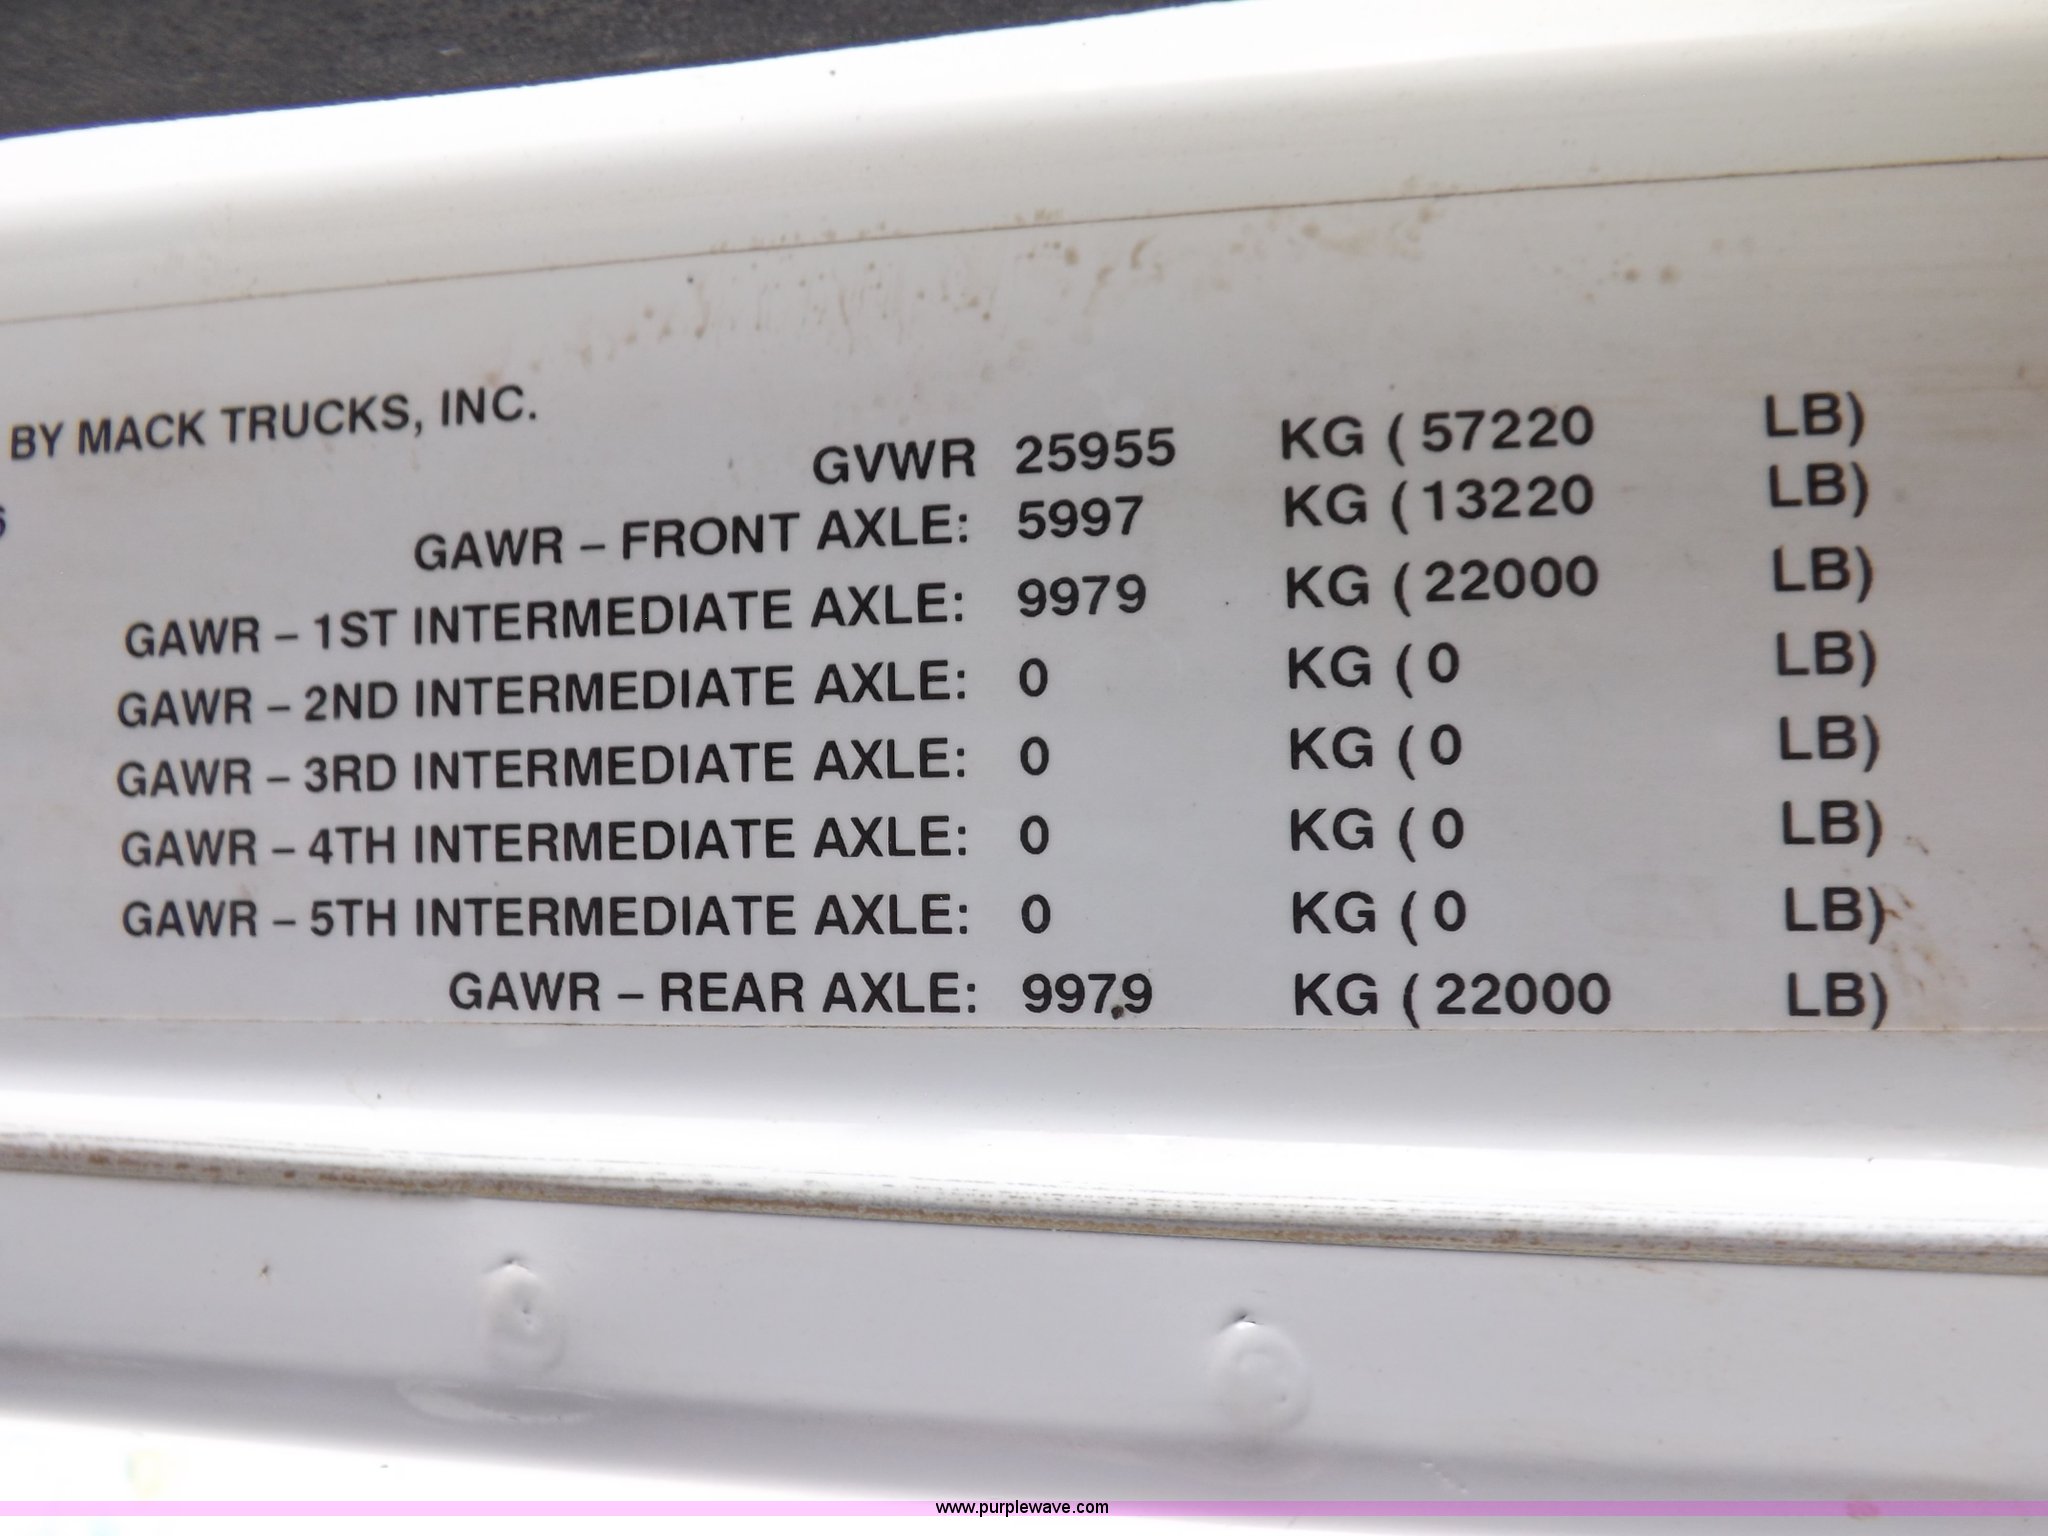 BY MACK TRUCKS, INC.
GVWR 25955 KG ( 57220 LB)
GAWR – FRONT AXLE: 5997 KG ( 13220 LB)
GAWR – 1ST INTERMEDIATE AXLE: 9979 KG ( 22000 LB)
GAWR – 2ND INTERMEDIATE AXLE: 0 KG ( 0 LB)
GAWR – 3RD INTERMEDIATE AXLE: 0 KG ( 0 LB)
GAWR – 4TH INTERMEDIATE AXLE: 0 KG ( 0 LB)
GAWR – 5TH INTERMEDIATE AXLE: 0 KG ( 0 LB)
GAWR – REAR AXLE: 9979 KG ( 22000 LB)
www.purplewave.com